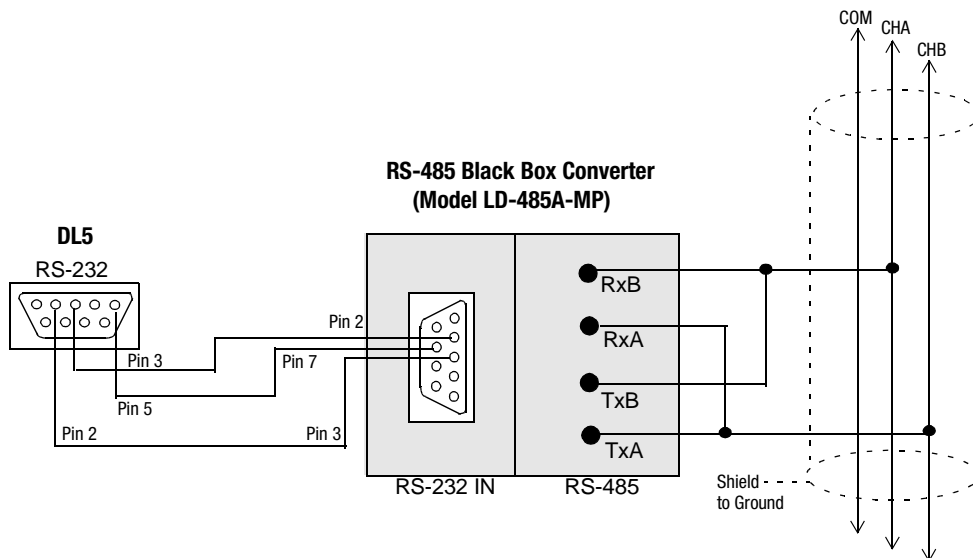 COM
CHA
CHB
RS-485 Black Box Converter
(Model LD-485A-MP)
DL5
RS-232
Pin 2
Pin 3
Pin 7
Pin 5
Pin 2
Pin 3
RxB
RxA
TxB
TxA
RS-232 IN
RS-485
Shield
to Ground